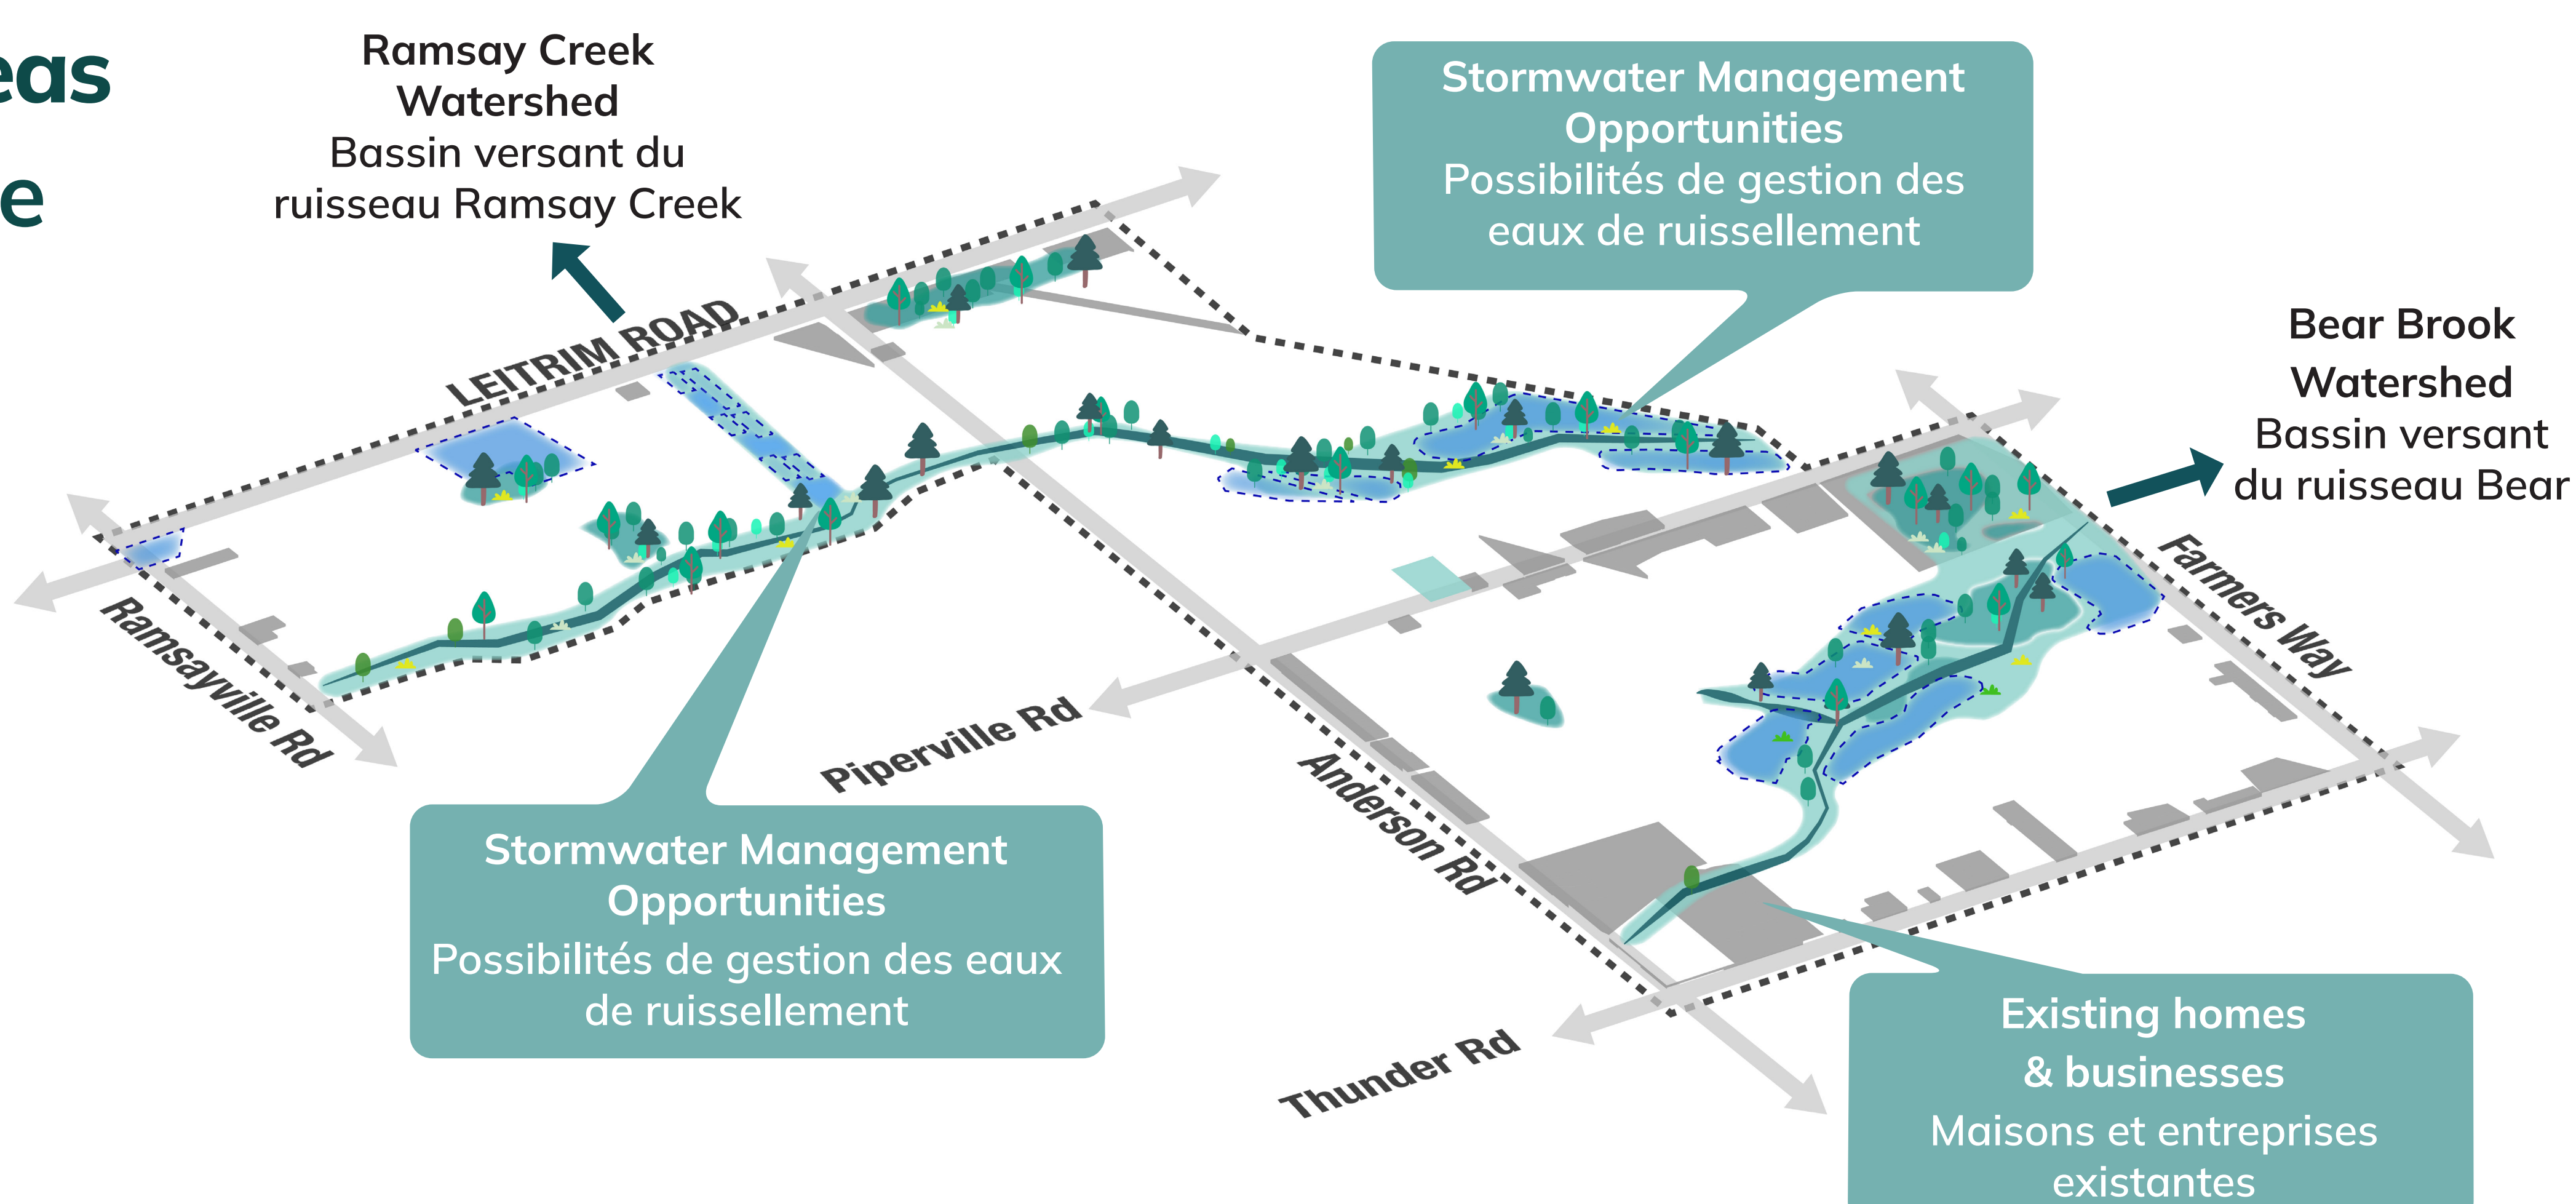 eas
e
Ramsay Creek
Watershed
Bassin versant du
ruisseau Ramsay Creek
Stormwater Management
Opportunities
Possibilités de gestion des
eaux de ruissellement
Bear Brook
Watershed
Bassin versant
du ruisseau Bear
LEITRIM ROAD
Ramsayville Rd
Piperville Rd
Anderson Rd
Farmers Way
Thunder Rd
Stormwater Management
Opportunities
Possibilités de gestion des eaux
de ruissellement
Existing homes
& businesses
Maisons et entreprises
existantes